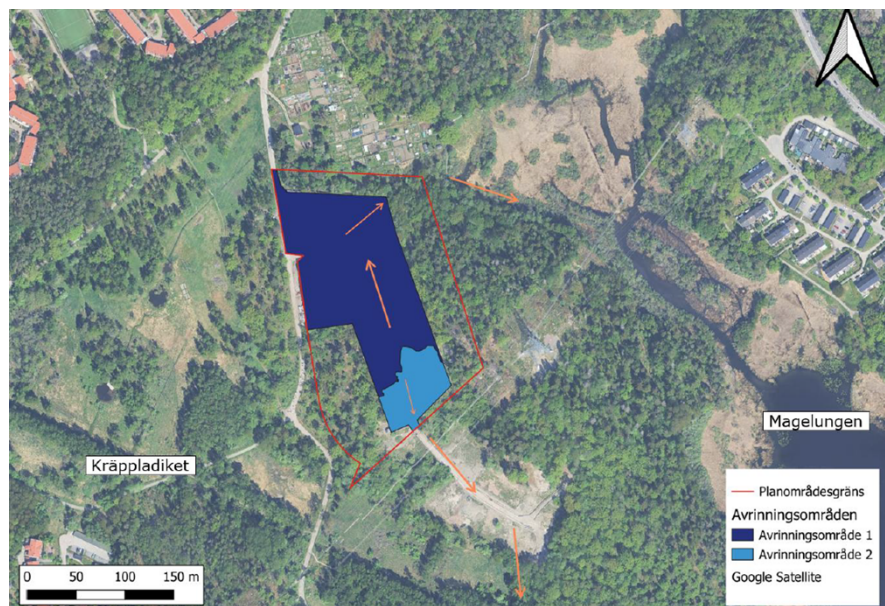 Magelungen
Kräppladiket
Planområdesgräns
Avrinningsområden
Avrinningsområde 1
Avrinningsområde 2
Google Satellite
0 50 100 150 m